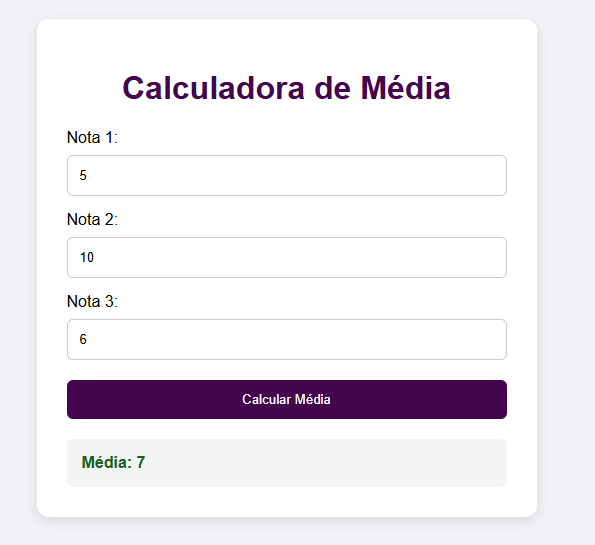 Calculadora de Média
Nota 1:
5
Nota 2:
10
Nota 3:
6
Calcular Média
Média: 7